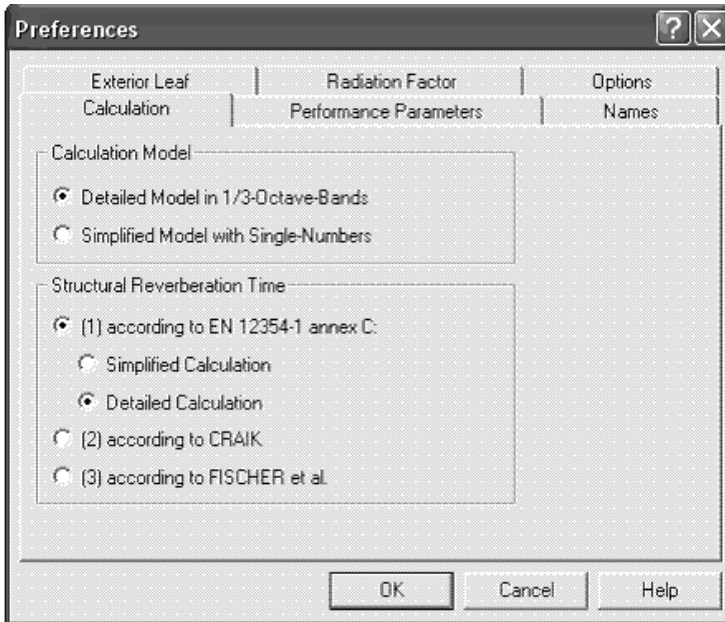 Preferences
?
Exterior Leaf Radiation Factor Options
Calculation Performance Parameters Names
Calculation Model
Detailed Model in 1/3-Octave-Bands
Simplified Model with Single-Numbers
Structural Reverberation Time
(1) according to EN 12354-1 annex C:
Simplified Calculation
Detailed Calculation
(2) according to CRAIK
(3) according to FISCHER et al.
OK Cancel Help